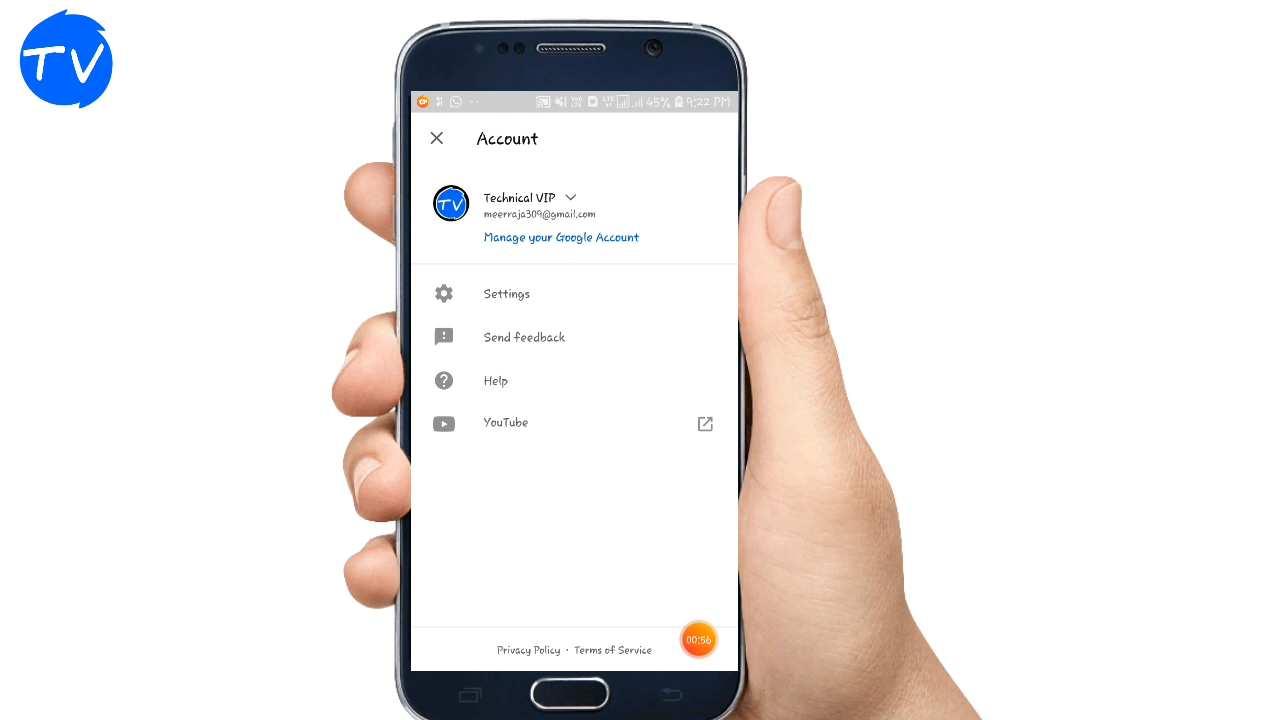 TV
45% 9:22 PM
Account
TV
Technical VIP
meerraja309@gmail.com
Manage your Google Account
Settings
Send feedback
Help
YouTube
00:56
Privacy Policy · Terms of Service